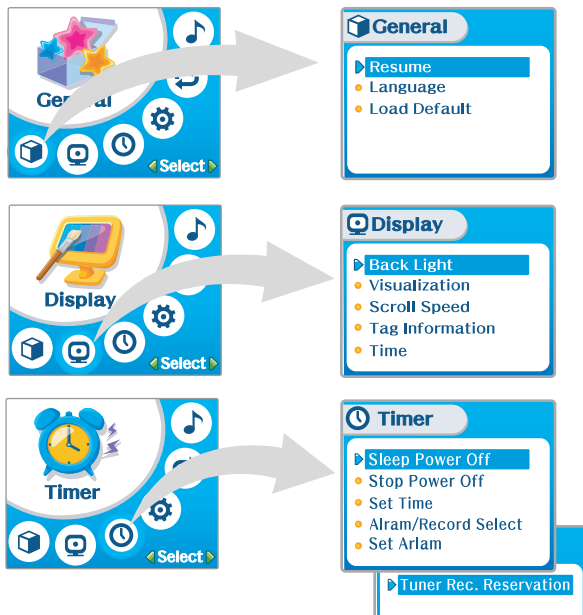 General
Select
General
Resume
Language
Load Default
Display
Select
Display
Back Light
Visualization
Scroll Speed
Tag Information
Time
Timer
Select
Timer
Sleep Power Off
Stop Power Off
Set Time
Alram/Record Select
Set Arlam
Tuner Rec. Reservation